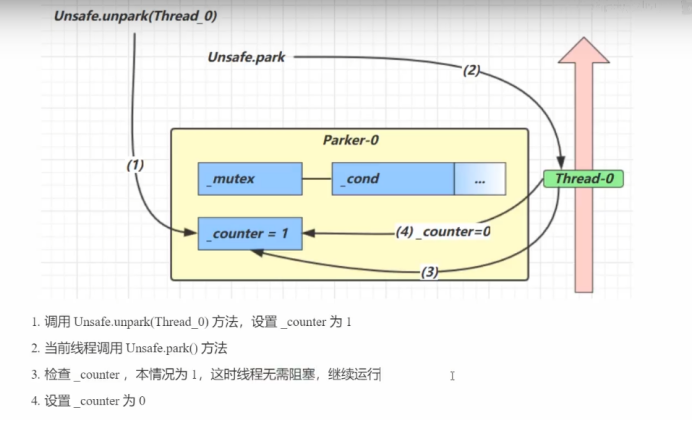 Unsafe.unpark(Thread_0)
Unsafe.park
(2)
Parker-0
(1)
_mutex
_cond
...
Thread-0
_counter = 1
(4)_counter=0
(3)
1. 调用 Unsafe.unpark(Thread_0) 方法，设置 _counter 为 1
2. 当前线程调用 Unsafe.park() 方法
3. 检查 _counter ，本情况为 1，这时线程无需阻塞，继续运行
4. 设置 _counter 为 0